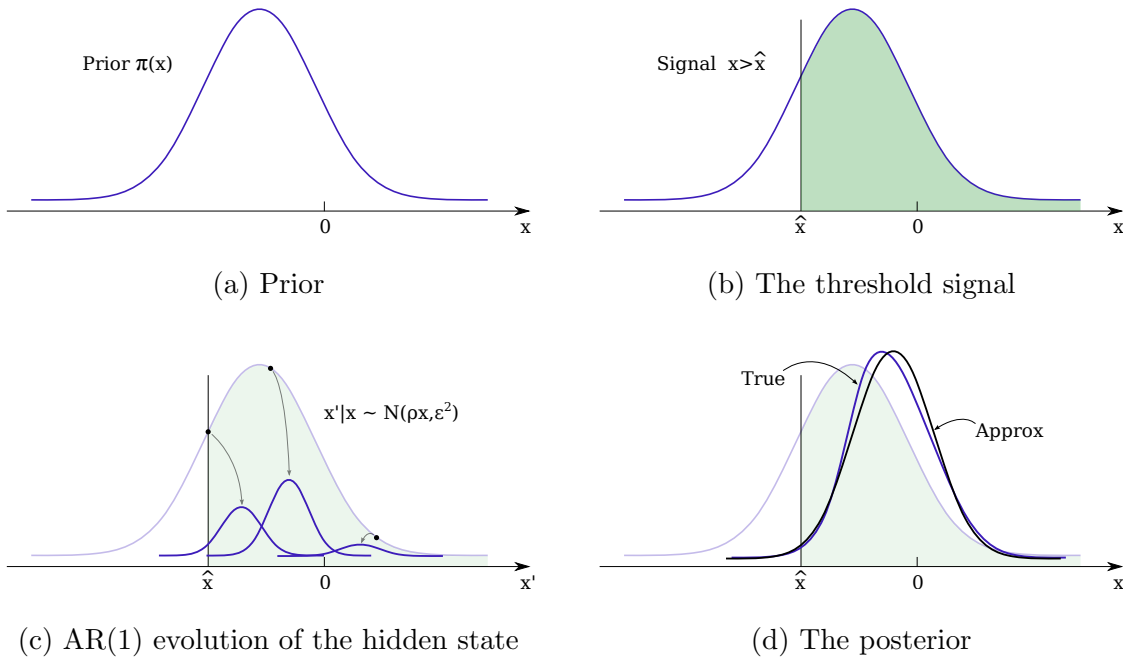 Prior π(x)
0
x
(a) Prior
Signal x>x̂
x̂
0
x
(b) The threshold signal
x'|x ~ N(ρx,ε²)
x̂
0
x'
(c) AR(1) evolution of the hidden state
True
Approx
x̂
0
x
(d) The posterior